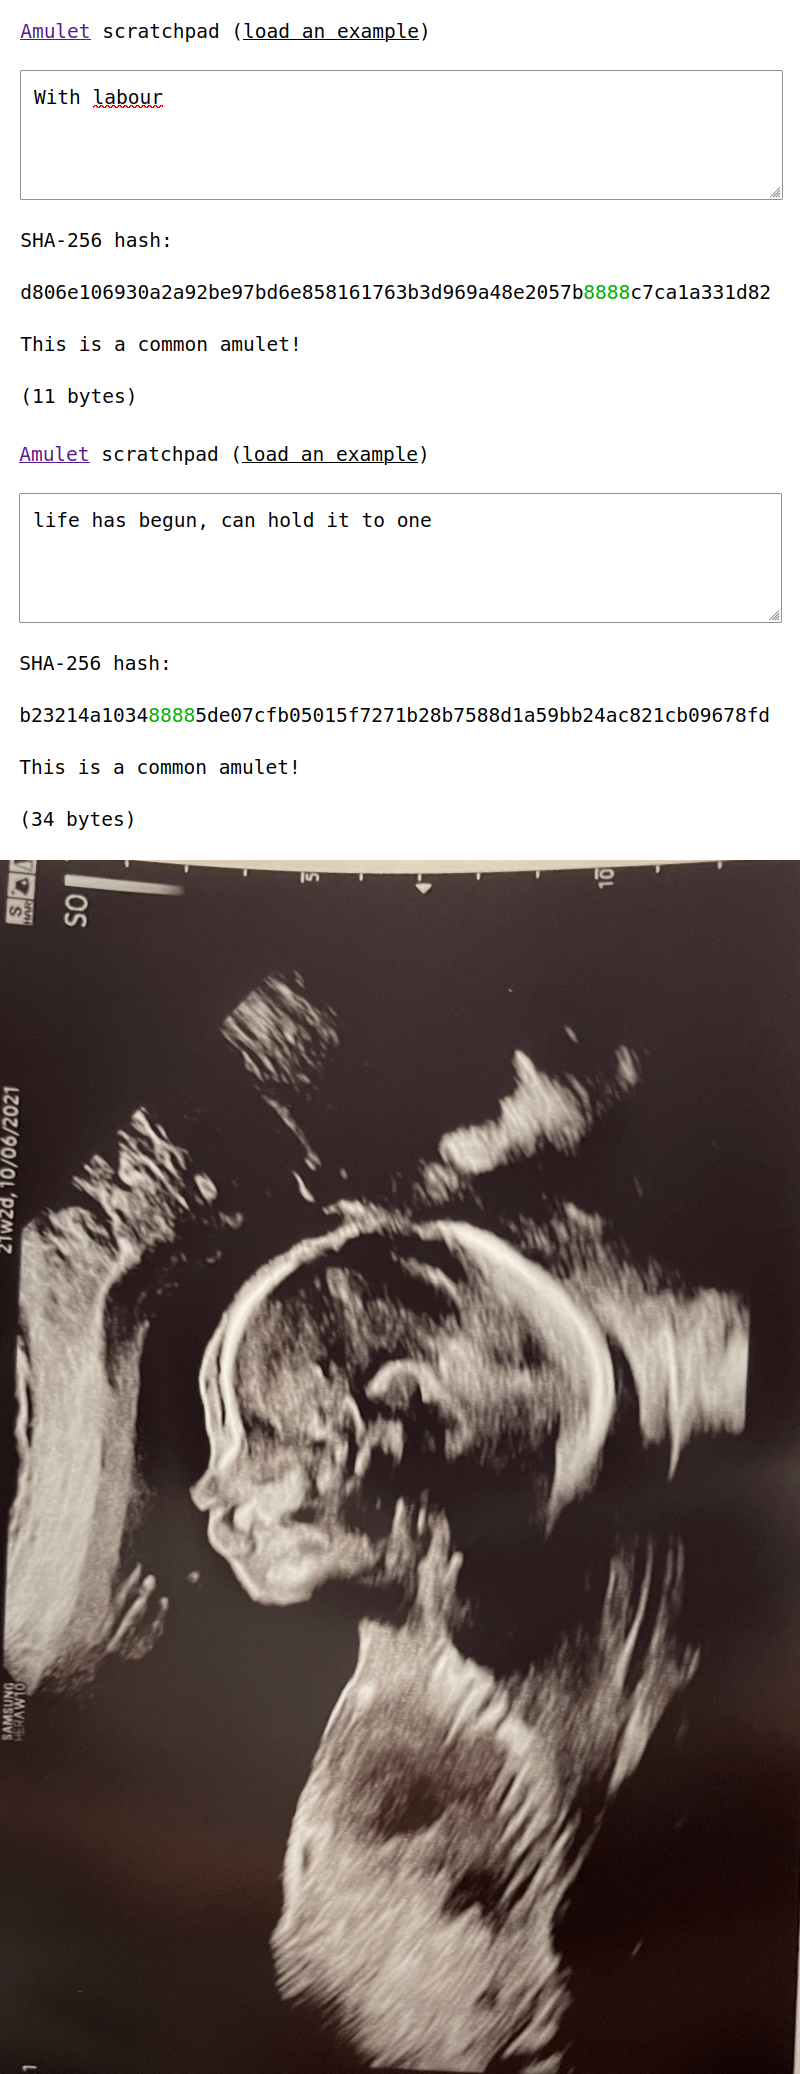 Amulet scratchpad (load an example)
With labour
SHA-256 hash:
d806e106930a2a92be97bd6e858161763b3d969a48e2057b8888c7ca1a331d82
This is a common amulet!
(11 bytes)
Amulet scratchpad (load an example)
life has begun, can hold it to one
SHA-256 hash:
b23214a103488885de07cfb05015f7271b28b7588d1a59bb24ac821cb09678fd
This is a common amulet!
(34 bytes)
5
10
S
HAR
SO
21w2d, 10/06/2021
SAMSUNG
HERA W10
1